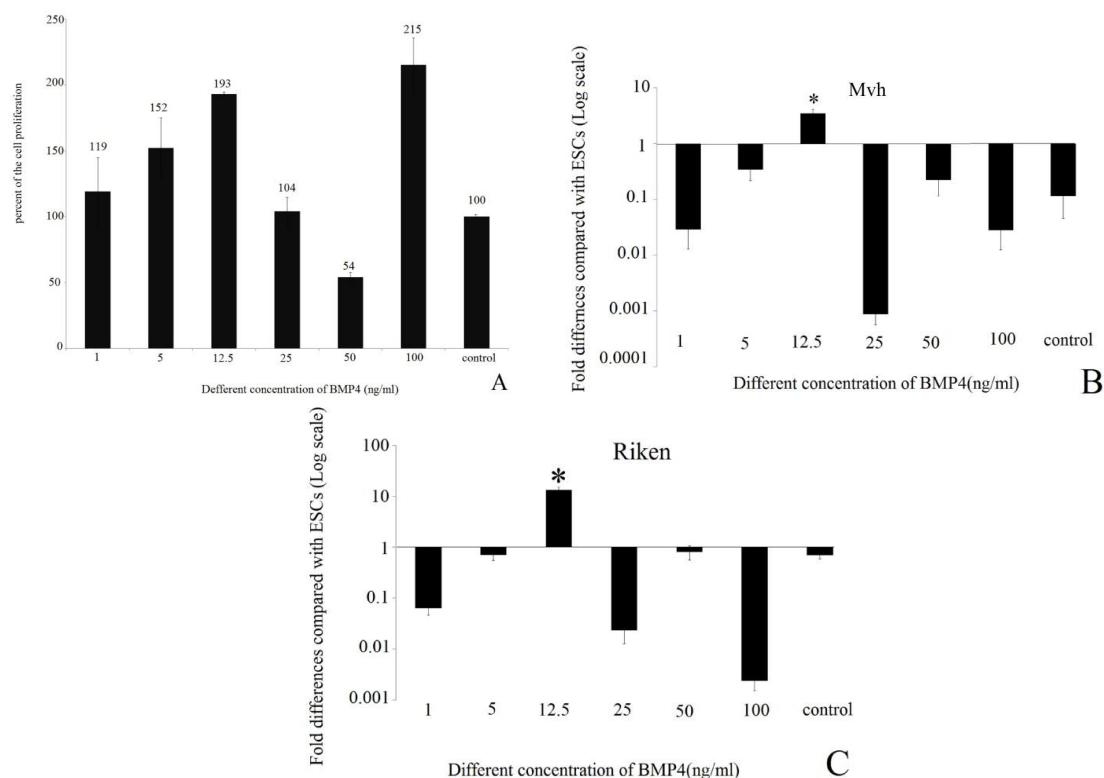 percent of the cell proliferation
250
200
150
100
50
0
119
152
193
104
54
215
100
1 5 12.5 25 50 100 control
Defferent concentration of BMP4 (ng/ml)
A
Fold differnces compared with ESCs (Log scale)
Mvh
*
10
1
0.1
0.01
0.001
0.0001
1 5 12.5 25 50 100 control
Different concentration of BMP4(ng/ml)
B
Fold differences compared with ESCs (Log scale)
Riken
*
100
10
1
0.1
0.01
0.001
1 5 12.5 25 50 100 control
Different concentration of BMP4(ng/ml)
C